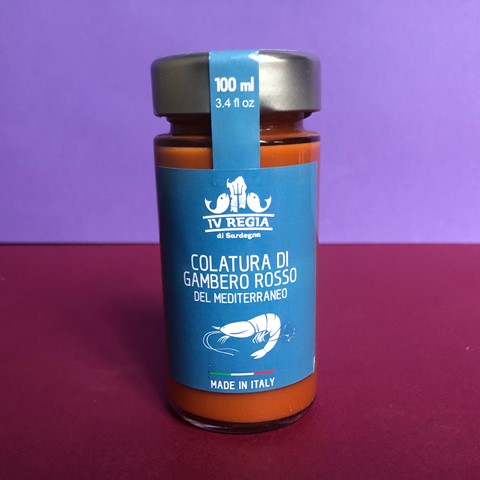 100 ml
3.4 fl oz
IV REGIA
di Sardegna
COLATURA DI
GAMBERO ROSSO
DEL MEDITERRANEO
MADE IN ITALY